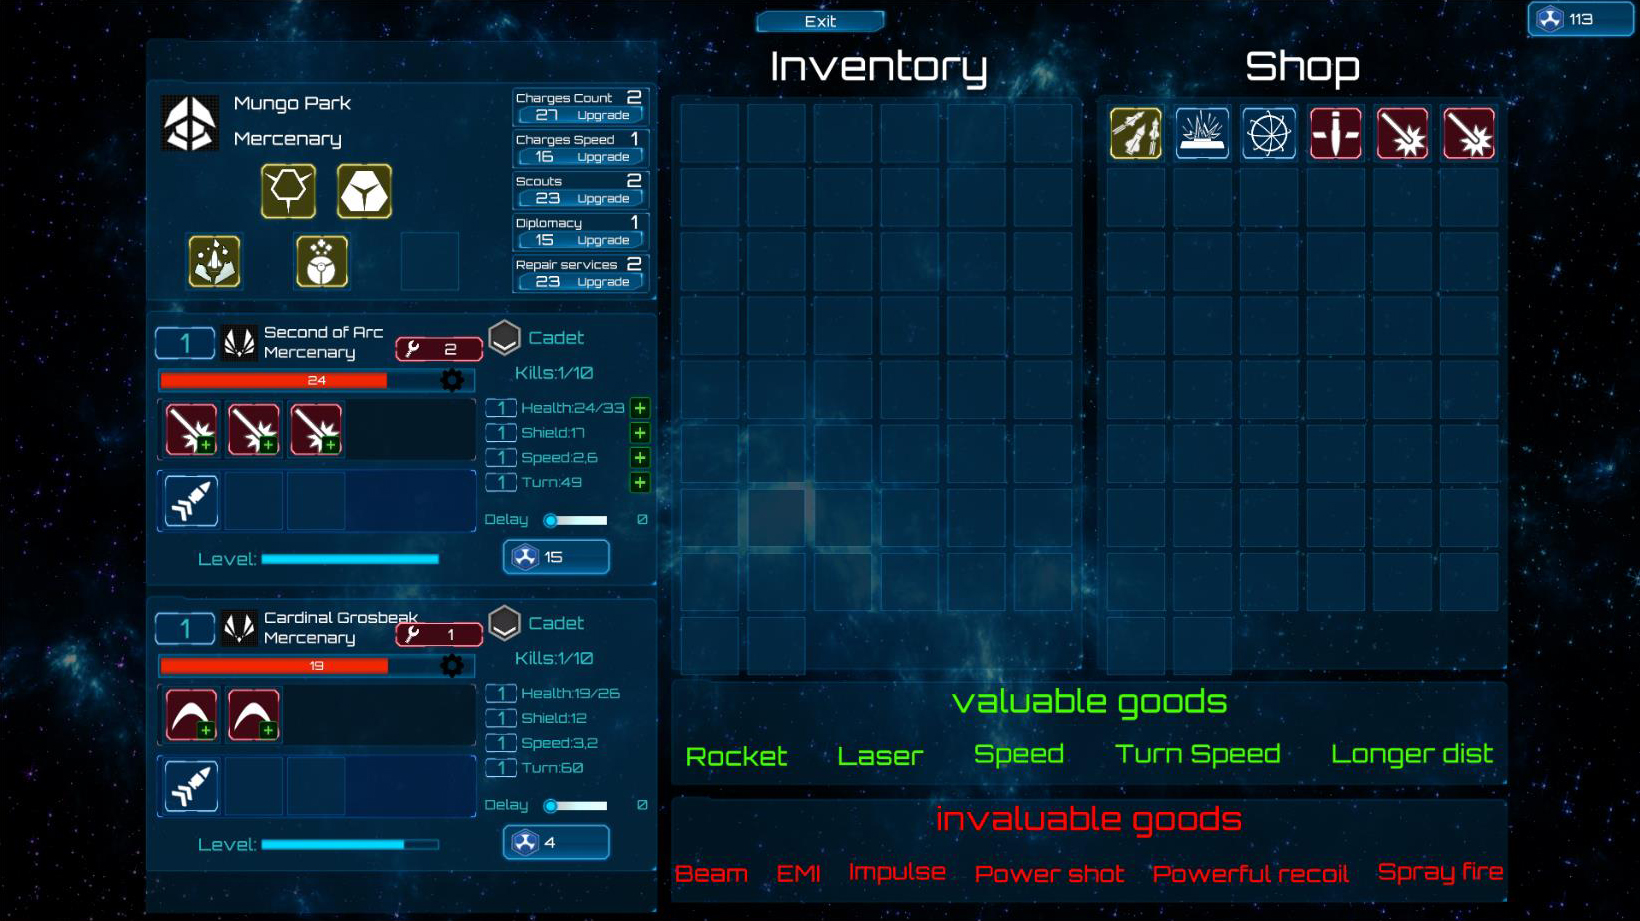 Exit
113
Inventory
Shop
Mungo Park
Mercenary
Charges Count 2
27 Upgrade
Charges Speed 1
16 Upgrade
Scouts 2
23 Upgrade
Diplomacy 1
15 Upgrade
Repair services 2
23 Upgrade
1
Second of Arc
Mercenary
2
Cadet
24
Kills:1/10
1 Health:24/33 +
1 Shield:17 +
1 Speed:2,6 +
1 Turn:49 +
Delay 0
Level:
15
1
Cardinal Grosbeak
Mercenary
1
Cadet
19
Kills:1/10
1 Health:19/26
1 Shield:12
1 Speed:3,2
1 Turn:60
Delay 0
Level:
4
valuable goods
Rocket Laser Speed Turn Speed Longer dist
invaluable goods
Beam EMI Impulse Power shot Powerful recoil Spray fire